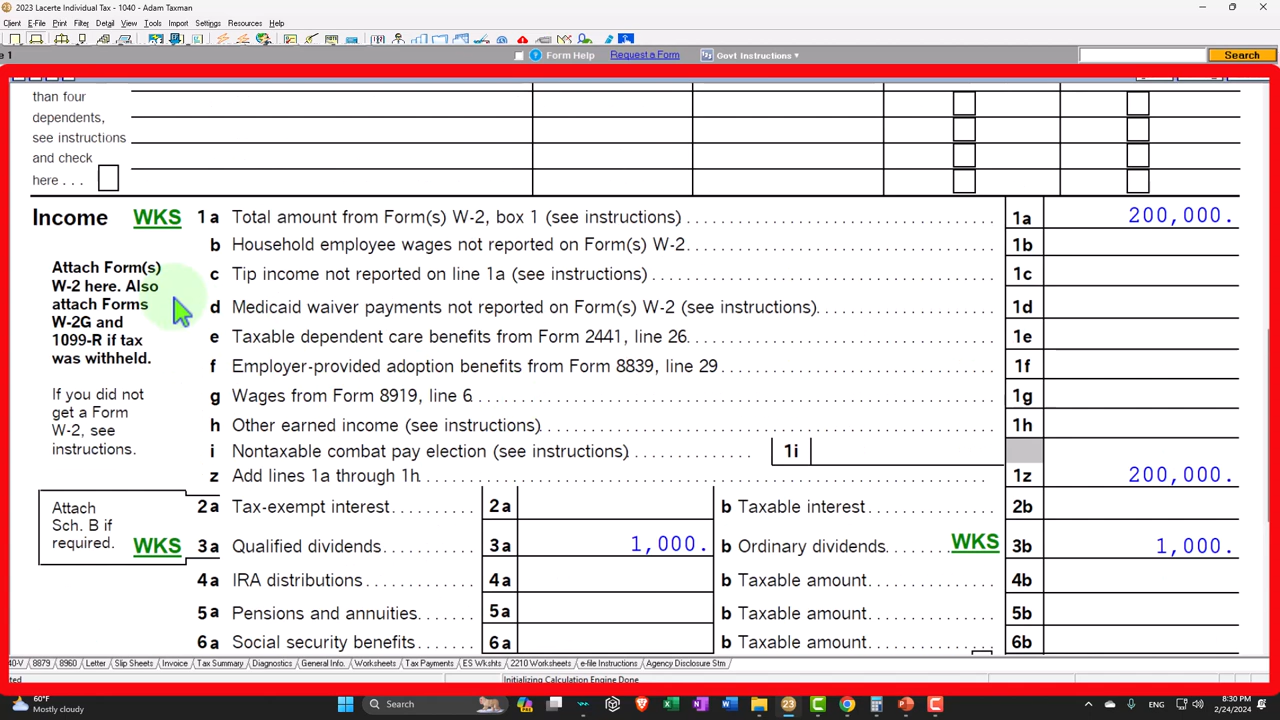 2023 Lacerte Individual Tax - 1040 - Adam Taxman
Client E-File Print Filter Detail View Tools Import Settings Resources Help
e 1 Form Help Request a Form Govt Instructions Search
than four
dependents,
see instructions
and check
here . . .
Income WKS 1a Total amount from Form(s) W-2, box 1 (see instructions) 1a 200,000.
b Household employee wages not reported on Form(s) W-2 1b
Attach Form(s)
W-2 here. Also
attach Forms
W-2G and
1099-R if tax
was withheld.
c Tip income not reported on line 1a (see instructions) 1c
d Medicaid waiver payments not reported on Form(s) W-2 (see instructions) 1d
e Taxable dependent care benefits from Form 2441, line 26 1e
f Employer-provided adoption benefits from Form 8839, line 29 1f
If you did not
get a Form
W-2, see
instructions.
g Wages from Form 8919, line 6 1g
h Other earned income (see instructions) 1h
i Nontaxable combat pay election (see instructions) 1i
z Add lines 1a through 1h 1z 200,000.
Attach
Sch. B if
required. WKS
2a Tax-exempt interest 2a b Taxable interest 2b
3a Qualified dividends 3a 1,000. b Ordinary dividends WKS 3b 1,000.
4a IRA distributions 4a b Taxable amount 4b
5a Pensions and annuities 5a b Taxable amount 5b
6a Social security benefits 6a b Taxable amount 6b
40-V 8879 8960 Letter Slip Sheets Invoice Tax Summary Diagnostics General Info. Worksheets Tax Payments ES Wkshts 2210 Worksheets e-file Instructions Agency Disclosure Stm
ted Initializing Calculation Engine Done
60°F
Mostly cloudy
Search
ENG
8:30 PM
2/24/2024